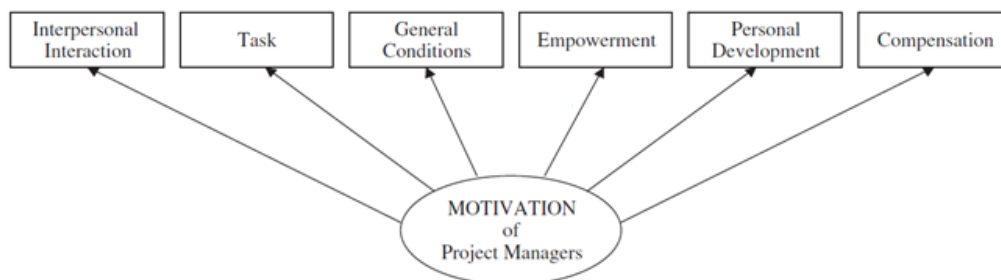 Interpersonal
Interaction
Task
General
Conditions
Empowerment
Personal
Development
Compensation
MOTIVATION
of
Project Managers